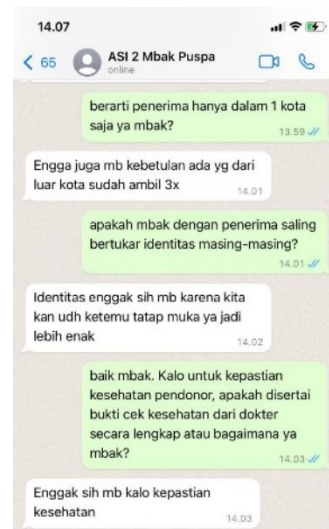 14.07
65
ASI 2 Mbak Puspa
online
berarti penerima hanya dalam 1 kota
saja ya mbak?
13.59
Engga juga mb kebetulan ada yg dari
luar kota sudah ambil 3x
14.01
apakah mbak dengan penerima saling
bertukar identitas masing-masing?
14.01
Identitas enggak sih mb karena kita
kan udh ketemu tatap muka ya jadi
lebih enak
14.02
baik mbak. Kalo untuk kepastian
kesehatan pendonor, apakah disertai
bukti cek kesehatan dari dokter
secara lengkap atau bagaimana ya
mbak?
14.03
Enggak sih mb kalo kepastian
kesehatan
14.03